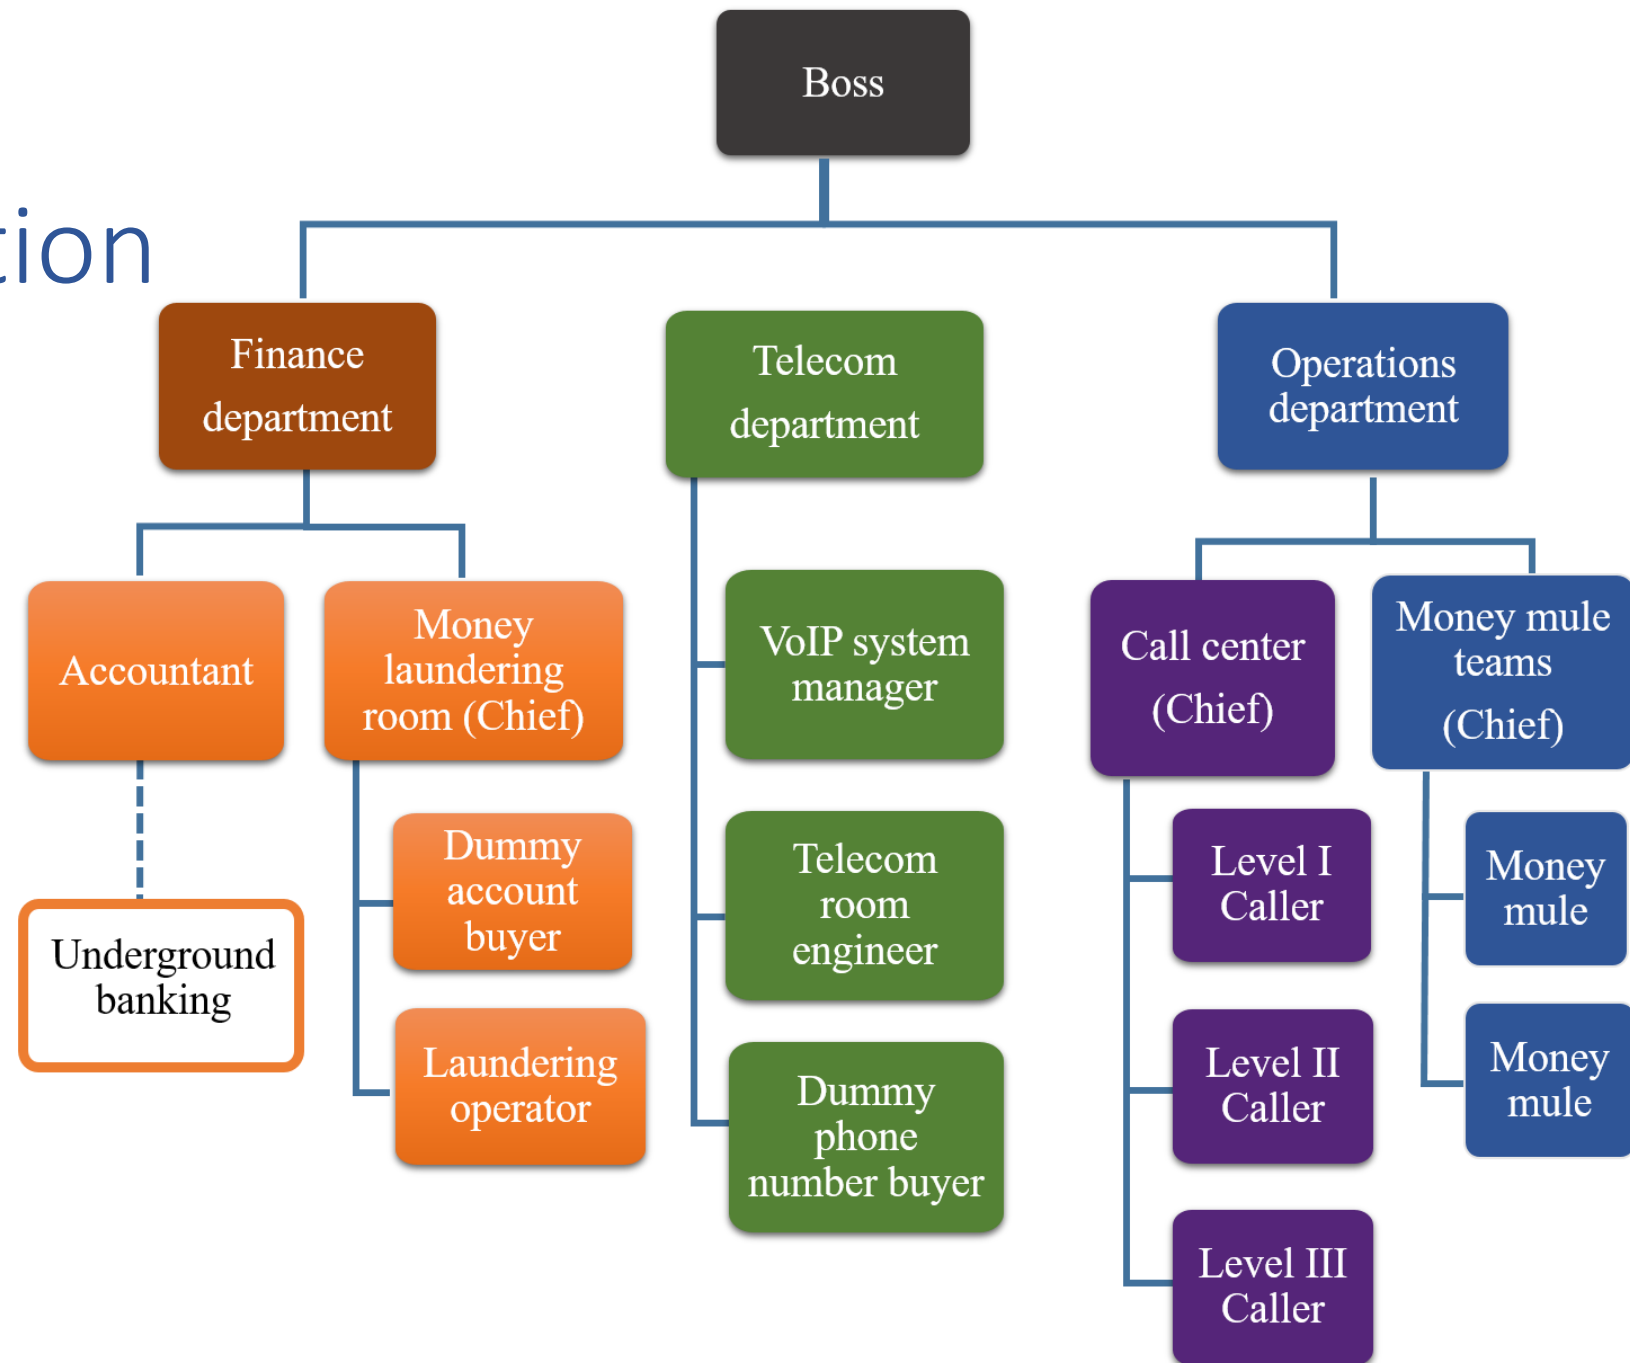 Boss
tion
Finance
department
Telecom
department
Operations
department
Accountant
Money
laundering
room (Chief)
VoIP system
manager
Call center
(Chief)
Money mule
teams
(Chief)
Underground
banking
Dummy
account
buyer
Laundering
operator
Telecom
room
engineer
Dummy
phone
number buyer
Level I
Caller
Level II
Caller
Level III
Caller
Money
mule
Money
mule